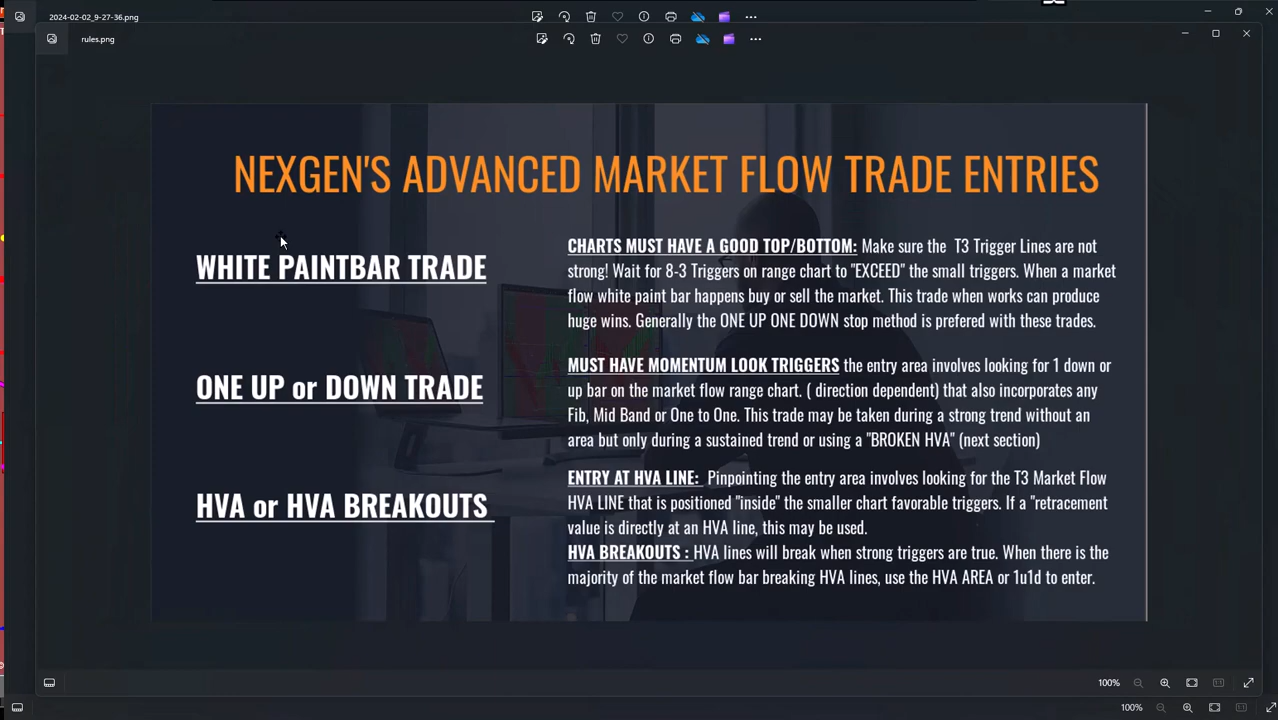 2024-02-02_9-27-36.png
rules.png
NEXGEN'S ADVANCED MARKET FLOW TRADE ENTRIES
WHITE PAINTBAR TRADE
CHARTS MUST HAVE A GOOD TOP/BOTTOM: Make sure the T3 Trigger Lines are not
strong! Wait for 8-3 Triggers on range chart to "EXCEED" the small triggers. When a market
flow white paint bar happens buy or sell the market. This trade when works can produce
huge wins. Generally the ONE UP ONE DOWN stop method is prefered with these trades.
ONE UP or DOWN TRADE
MUST HAVE MOMENTUM LOOK TRIGGERS the entry area involves looking for 1 down or
up bar on the market flow range chart. ( direction dependent) that also incorporates any
Fib, Mid Band or One to One. This trade may be taken during a strong trend without an
area but only during a sustained trend or using a "BROKEN HVA" (next section)
HVA or HVA BREAKOUTS
ENTRY AT HVA LINE: Pinpointing the entry area involves looking for the T3 Market Flow
HVA LINE that is positioned "inside" the smaller chart favorable triggers. If a "retracement
value is directly at an HVA line, this may be used.
HVA BREAKOUTS : HVA lines will break when strong triggers are true. When there is the
majority of the market flow bar breaking HVA lines, use the HVA AREA or 1u1d to enter.
100%
100%